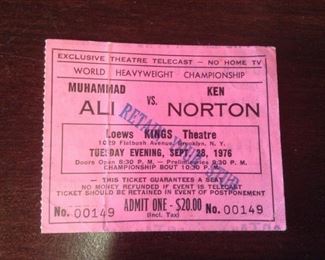 EXCLUSIVE THEATRE TELECAST - NO HOME TV
WORLD HEAVYWEIGHT CHAMPIONSHIP
MUHAMMAD ALI VS. KEN NORTON
Loews KINGS Theatre
1029 Flatbush Avenue, Brooklyn, N. Y.
TUESDAY EVENING, SEPT. 28, 1976
Doors Open 8:30 P. M. — Preliminaries 9:30 P. M.
CHAMPIONSHIP BOUT 10:30 P. M.
— THIS TICKET GUARANTEES A SEAT —
NO MONEY REFUNDED IF EVENT IS TELECAST
TICKET SHOULD BE RETAINED IN EVENT OF POSTPONEMENT
No. 00149 ADMIT ONE - $20.00 No. 00149
(Incl. Tax)
RETAIN